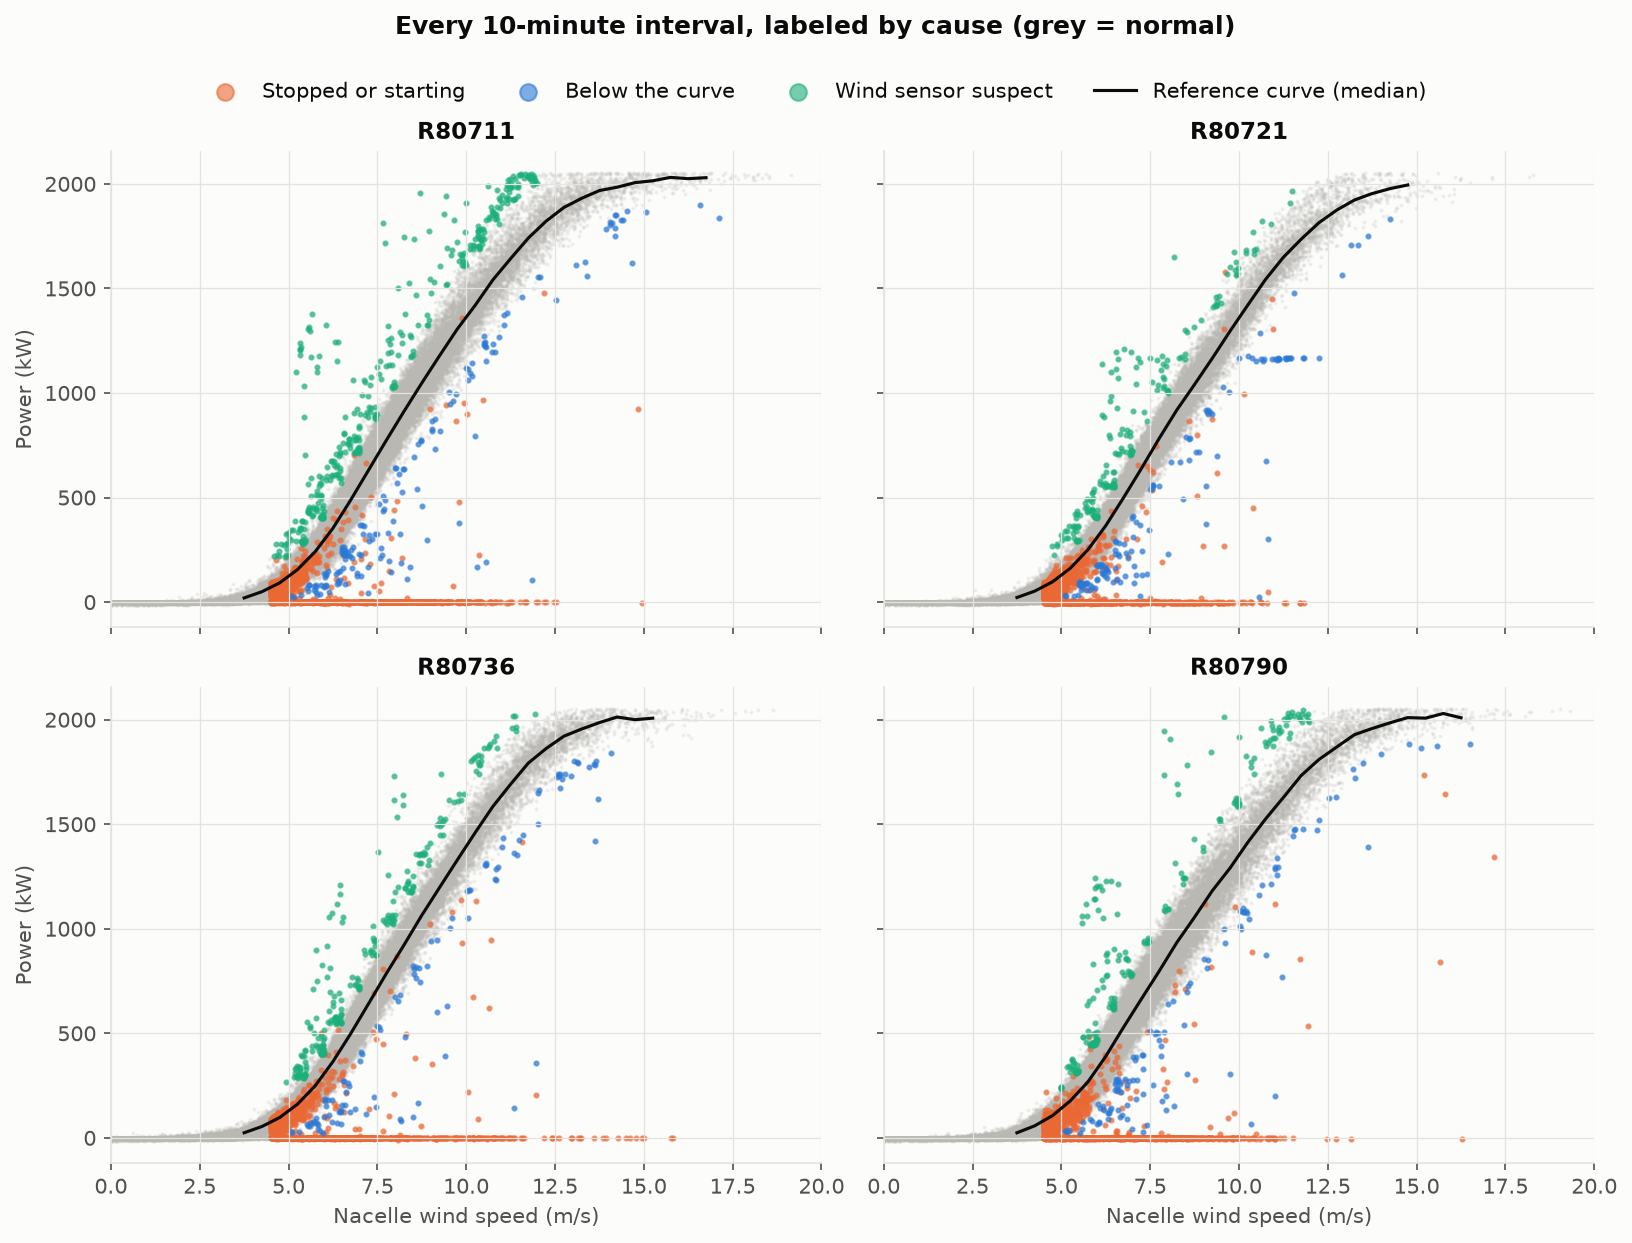 Every 10-minute interval, labeled by cause (grey = normal)
Stopped or starting Below the curve Wind sensor suspect Reference curve (median)
R80711 R80721
2000
1500
1000
500
0
Power (kW)
R80736 R80790
2000
1500
1000
500
0
Power (kW)
0.0 2.5 5.0 7.5 10.0 12.5 15.0 17.5 20.0 0.0 2.5 5.0 7.5 10.0 12.5 15.0 17.5 20.0
Nacelle wind speed (m/s) Nacelle wind speed (m/s)